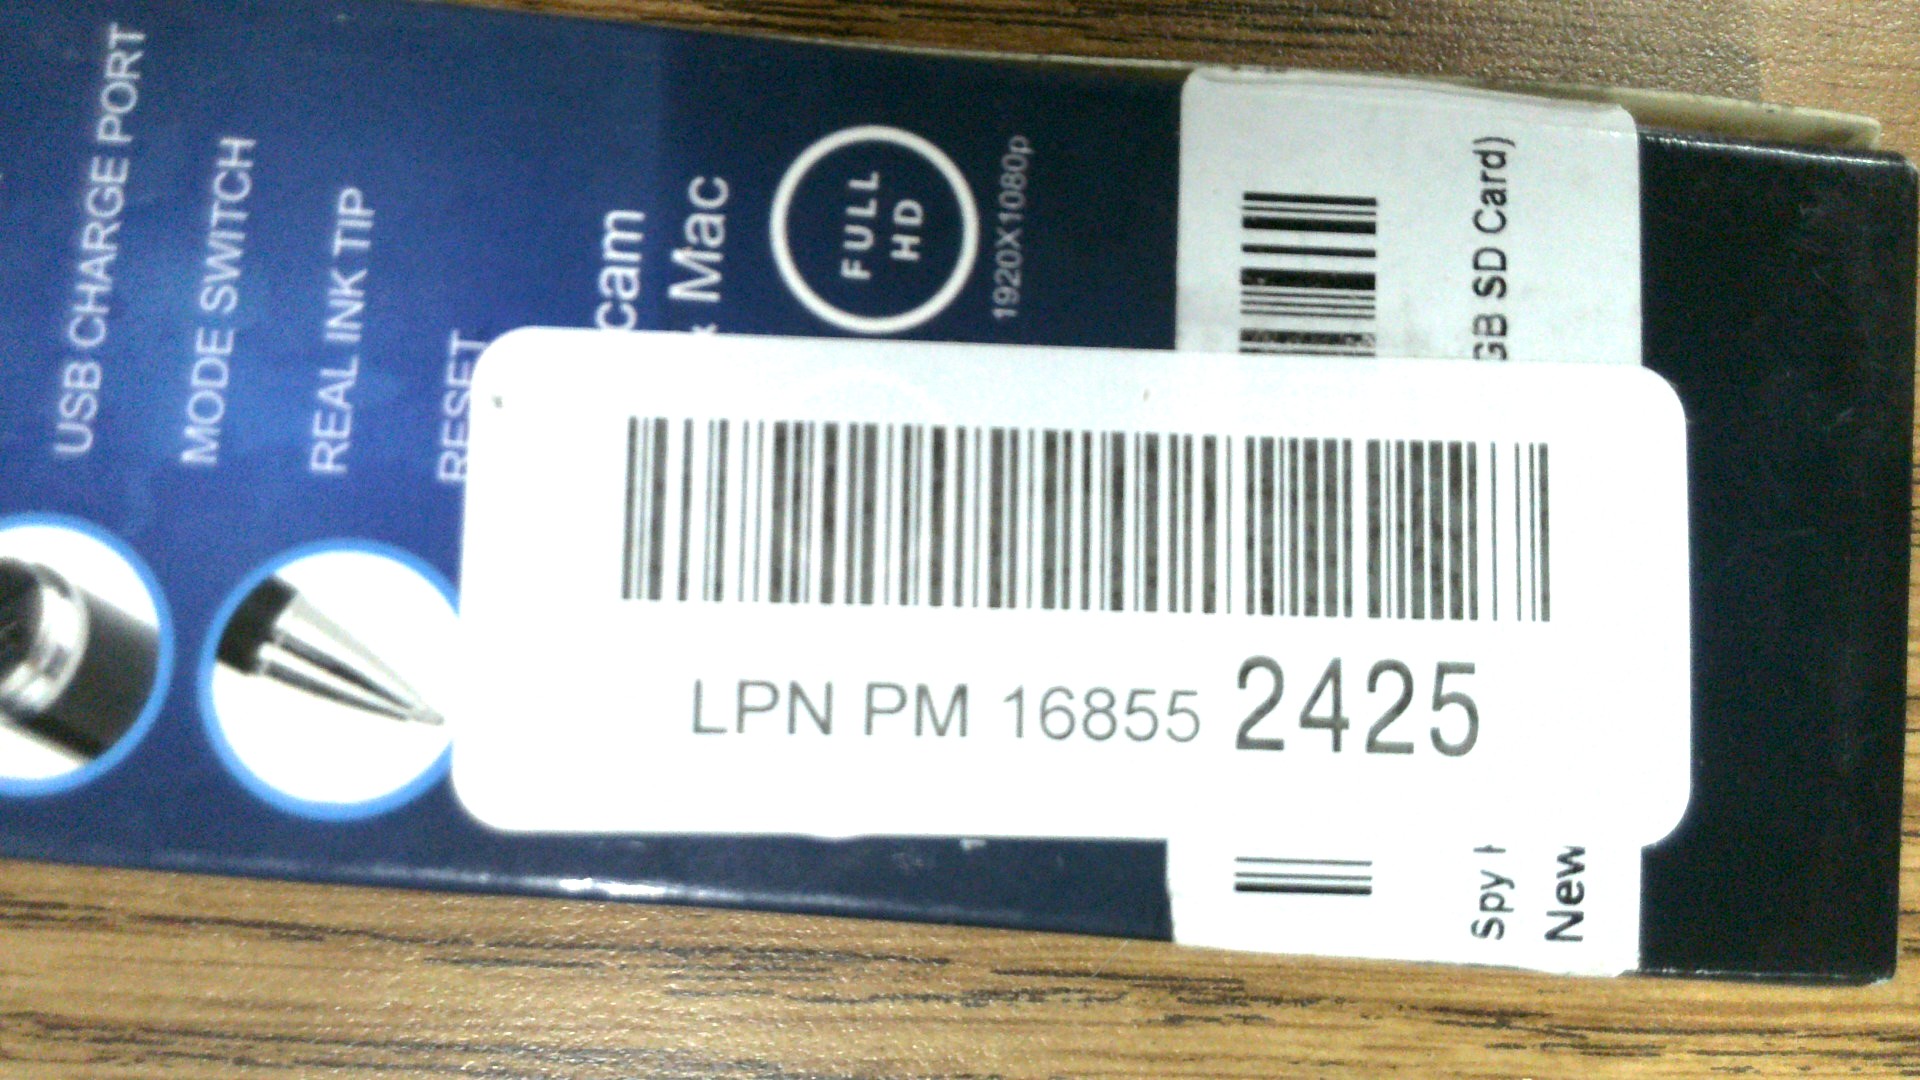 USB CHARGE PORT
MODE SWITCH
REAL INK TIP
RESET
cam
Mac
FULL
HD
1920X1080p
GB SD Card)
Spy
New
LPN PM 16855 2425